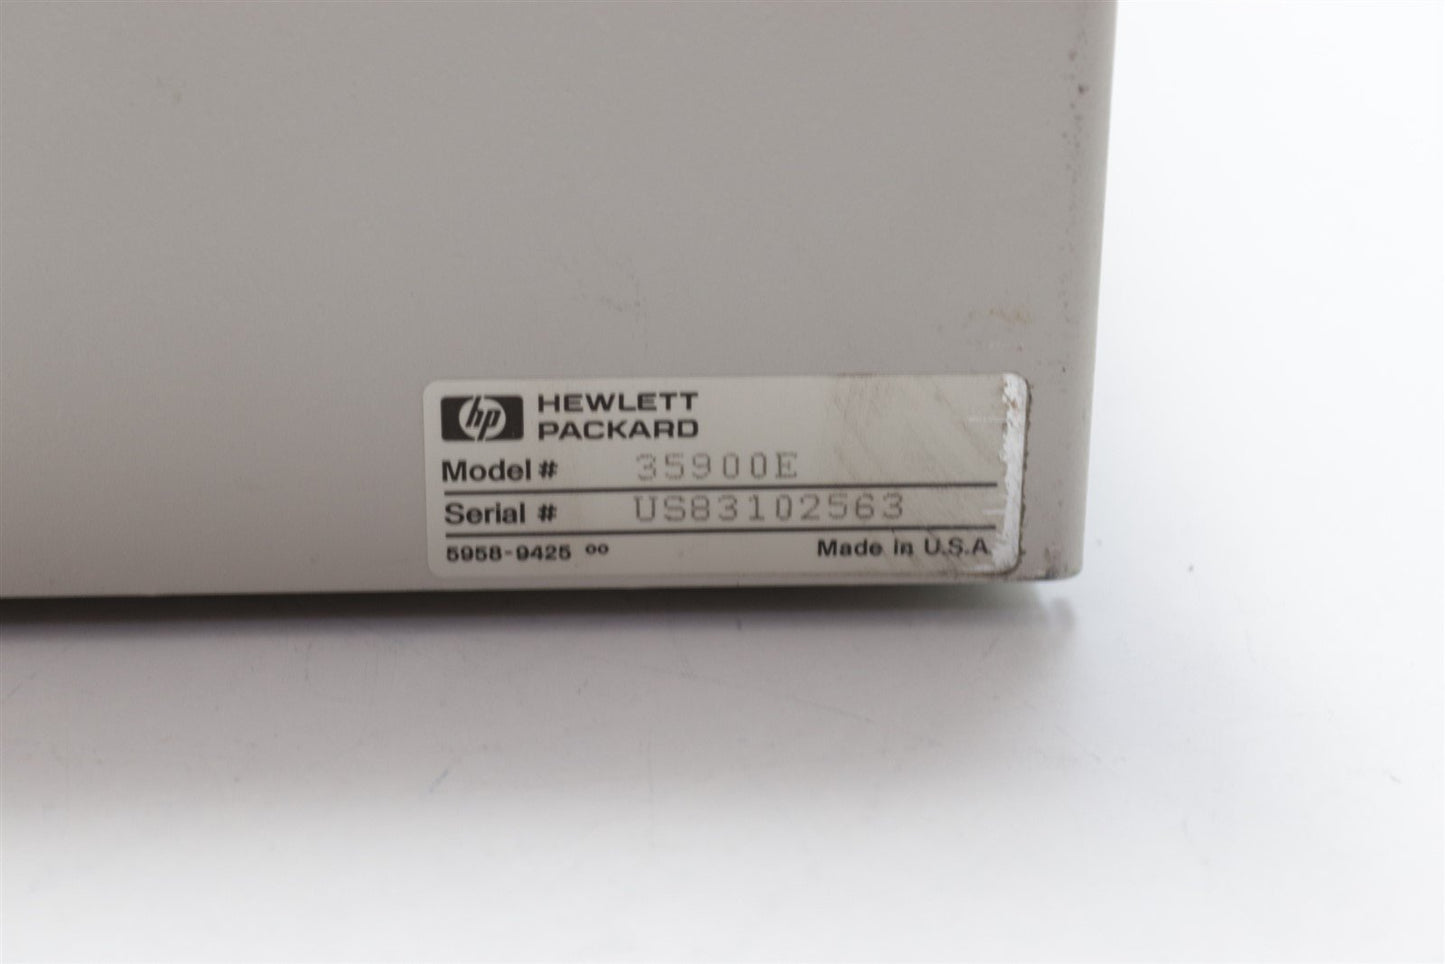 hp HEWLETT
PACKARD
Model # 35900E
Serial # US83102563
5958-9425 00 Made in U.S.A.